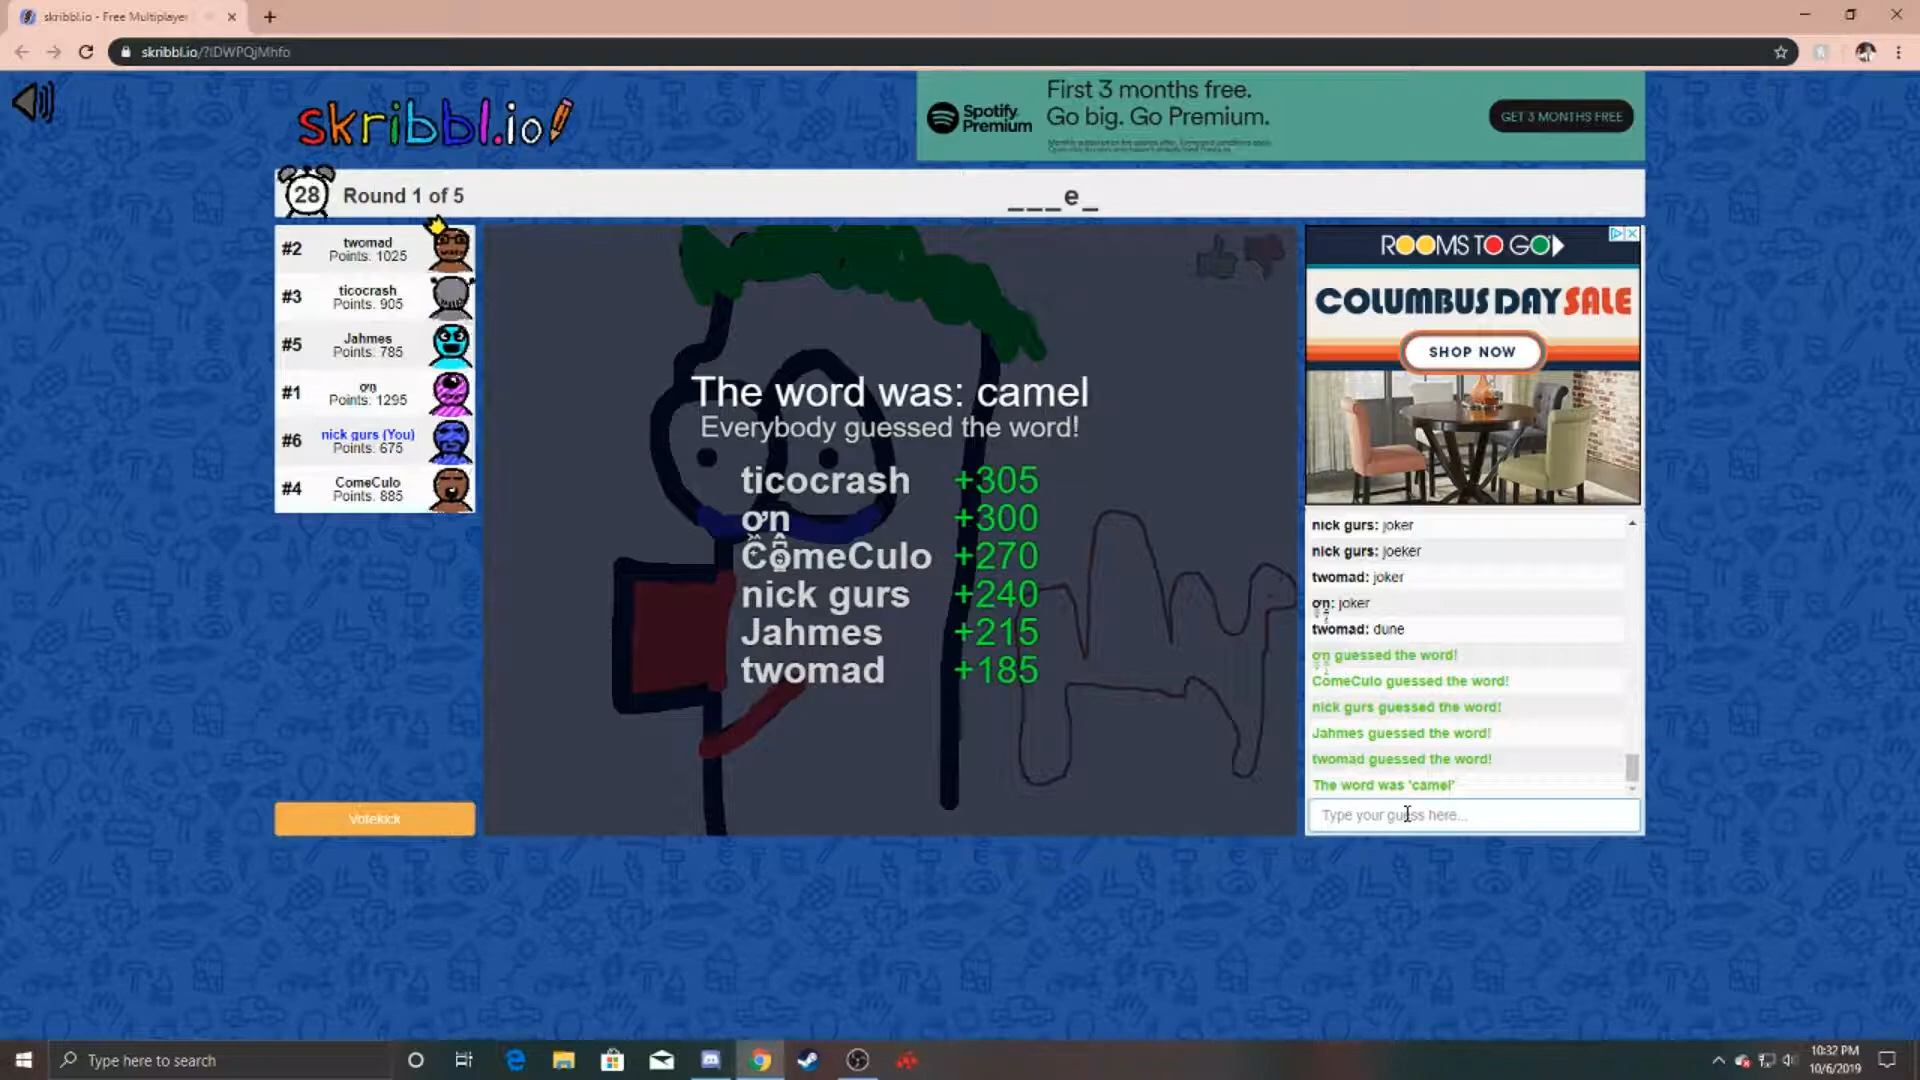 skribbl.io - Free Multiplayer
skribbl.io/?IDWPQjMhfo
skribbl.io
Spotify
Premium
First 3 months free.
Go big. Go Premium.
GET 3 MONTHS FREE
28
Round 1 of 5
___e_
#2
twomad
Points: 1025
#3
ticocrash
Points: 905
#5
Jahmes
Points: 785
#1
ơn
Points: 1295
#6
nick gurs (You)
Points: 675
#4
ComeCulo
Points: 885
Votekick
The word was: camel
Everybody guessed the word!
ticocrash +305
ơn +300
ComeCulo +270
nick gurs +240
Jahmes +215
twomad +185
ROOMS TO GO
COLUMBUS DAY SALE
SHOP NOW
nick gurs: joker
nick gurs: joeker
twomad: joker
ơn: joker
twomad: dune
ơn guessed the word!
ComeCulo guessed the word!
nick gurs guessed the word!
Jahmes guessed the word!
twomad guessed the word!
The word was 'camel'
Type your guess here...
Type here to search
10:32 PM
10/6/2019